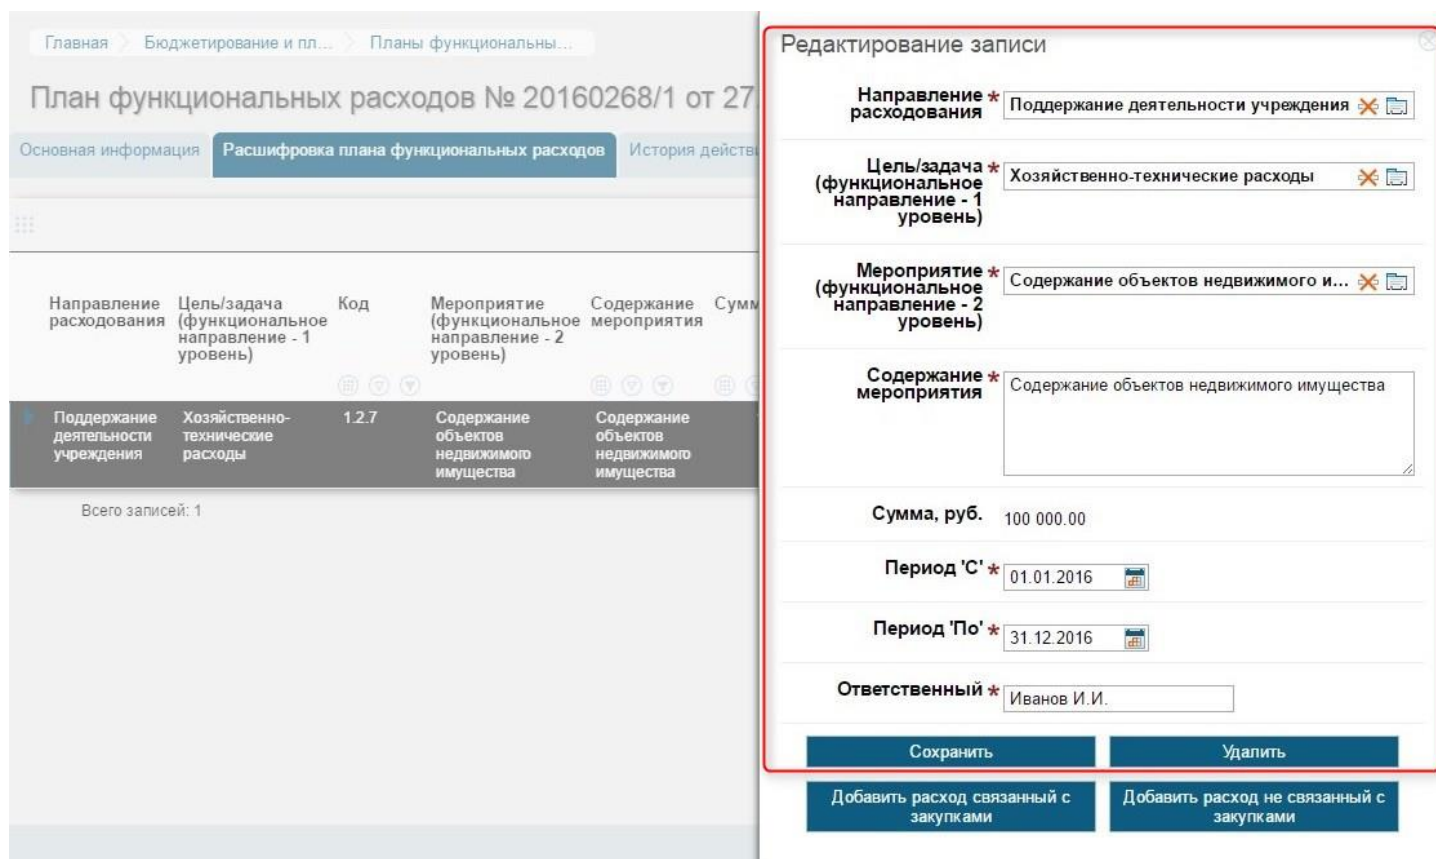 Главная Бюджетирование и пл... Планы функциональны...
План функциональных расходов № 20160268/1 от 27
Основная информация Расшифровка плана функциональных расходов История действи
Направление Цель/задача Код Мероприятие Содержание Сумм
расходования (функциональное (функциональное мероприятия
направление - 1 направление - 2
уровень) уровень)
Поддержание Хозяйственно- 1.2.7 Содержание Содержание
деятельности технические объектов объектов
учреждения расходы недвижимого недвижимого
имущества имущества
Всего записей: 1
Редактирование записи
Направление * Поддержание деятельности учреждения
расходования
Цель/задача * Хозяйственно-технические расходы
(функциональное
направление - 1
уровень)
Мероприятие * Содержание объектов недвижимого и...
(функциональное
направление - 2
уровень)
Содержание * Содержание объектов недвижимого имущества
мероприятия
Сумма, руб. 100 000.00
Период 'С' * 01.01.2016
Период 'По' * 31.12.2016
Ответственный * Иванов И.И.
Сохранить Удалить
Добавить расход связанный с Добавить расход не связанный с
закупками закупками